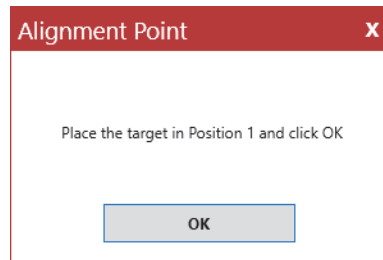 Alignment Point X
Place the target in Position 1 and click OK
OK